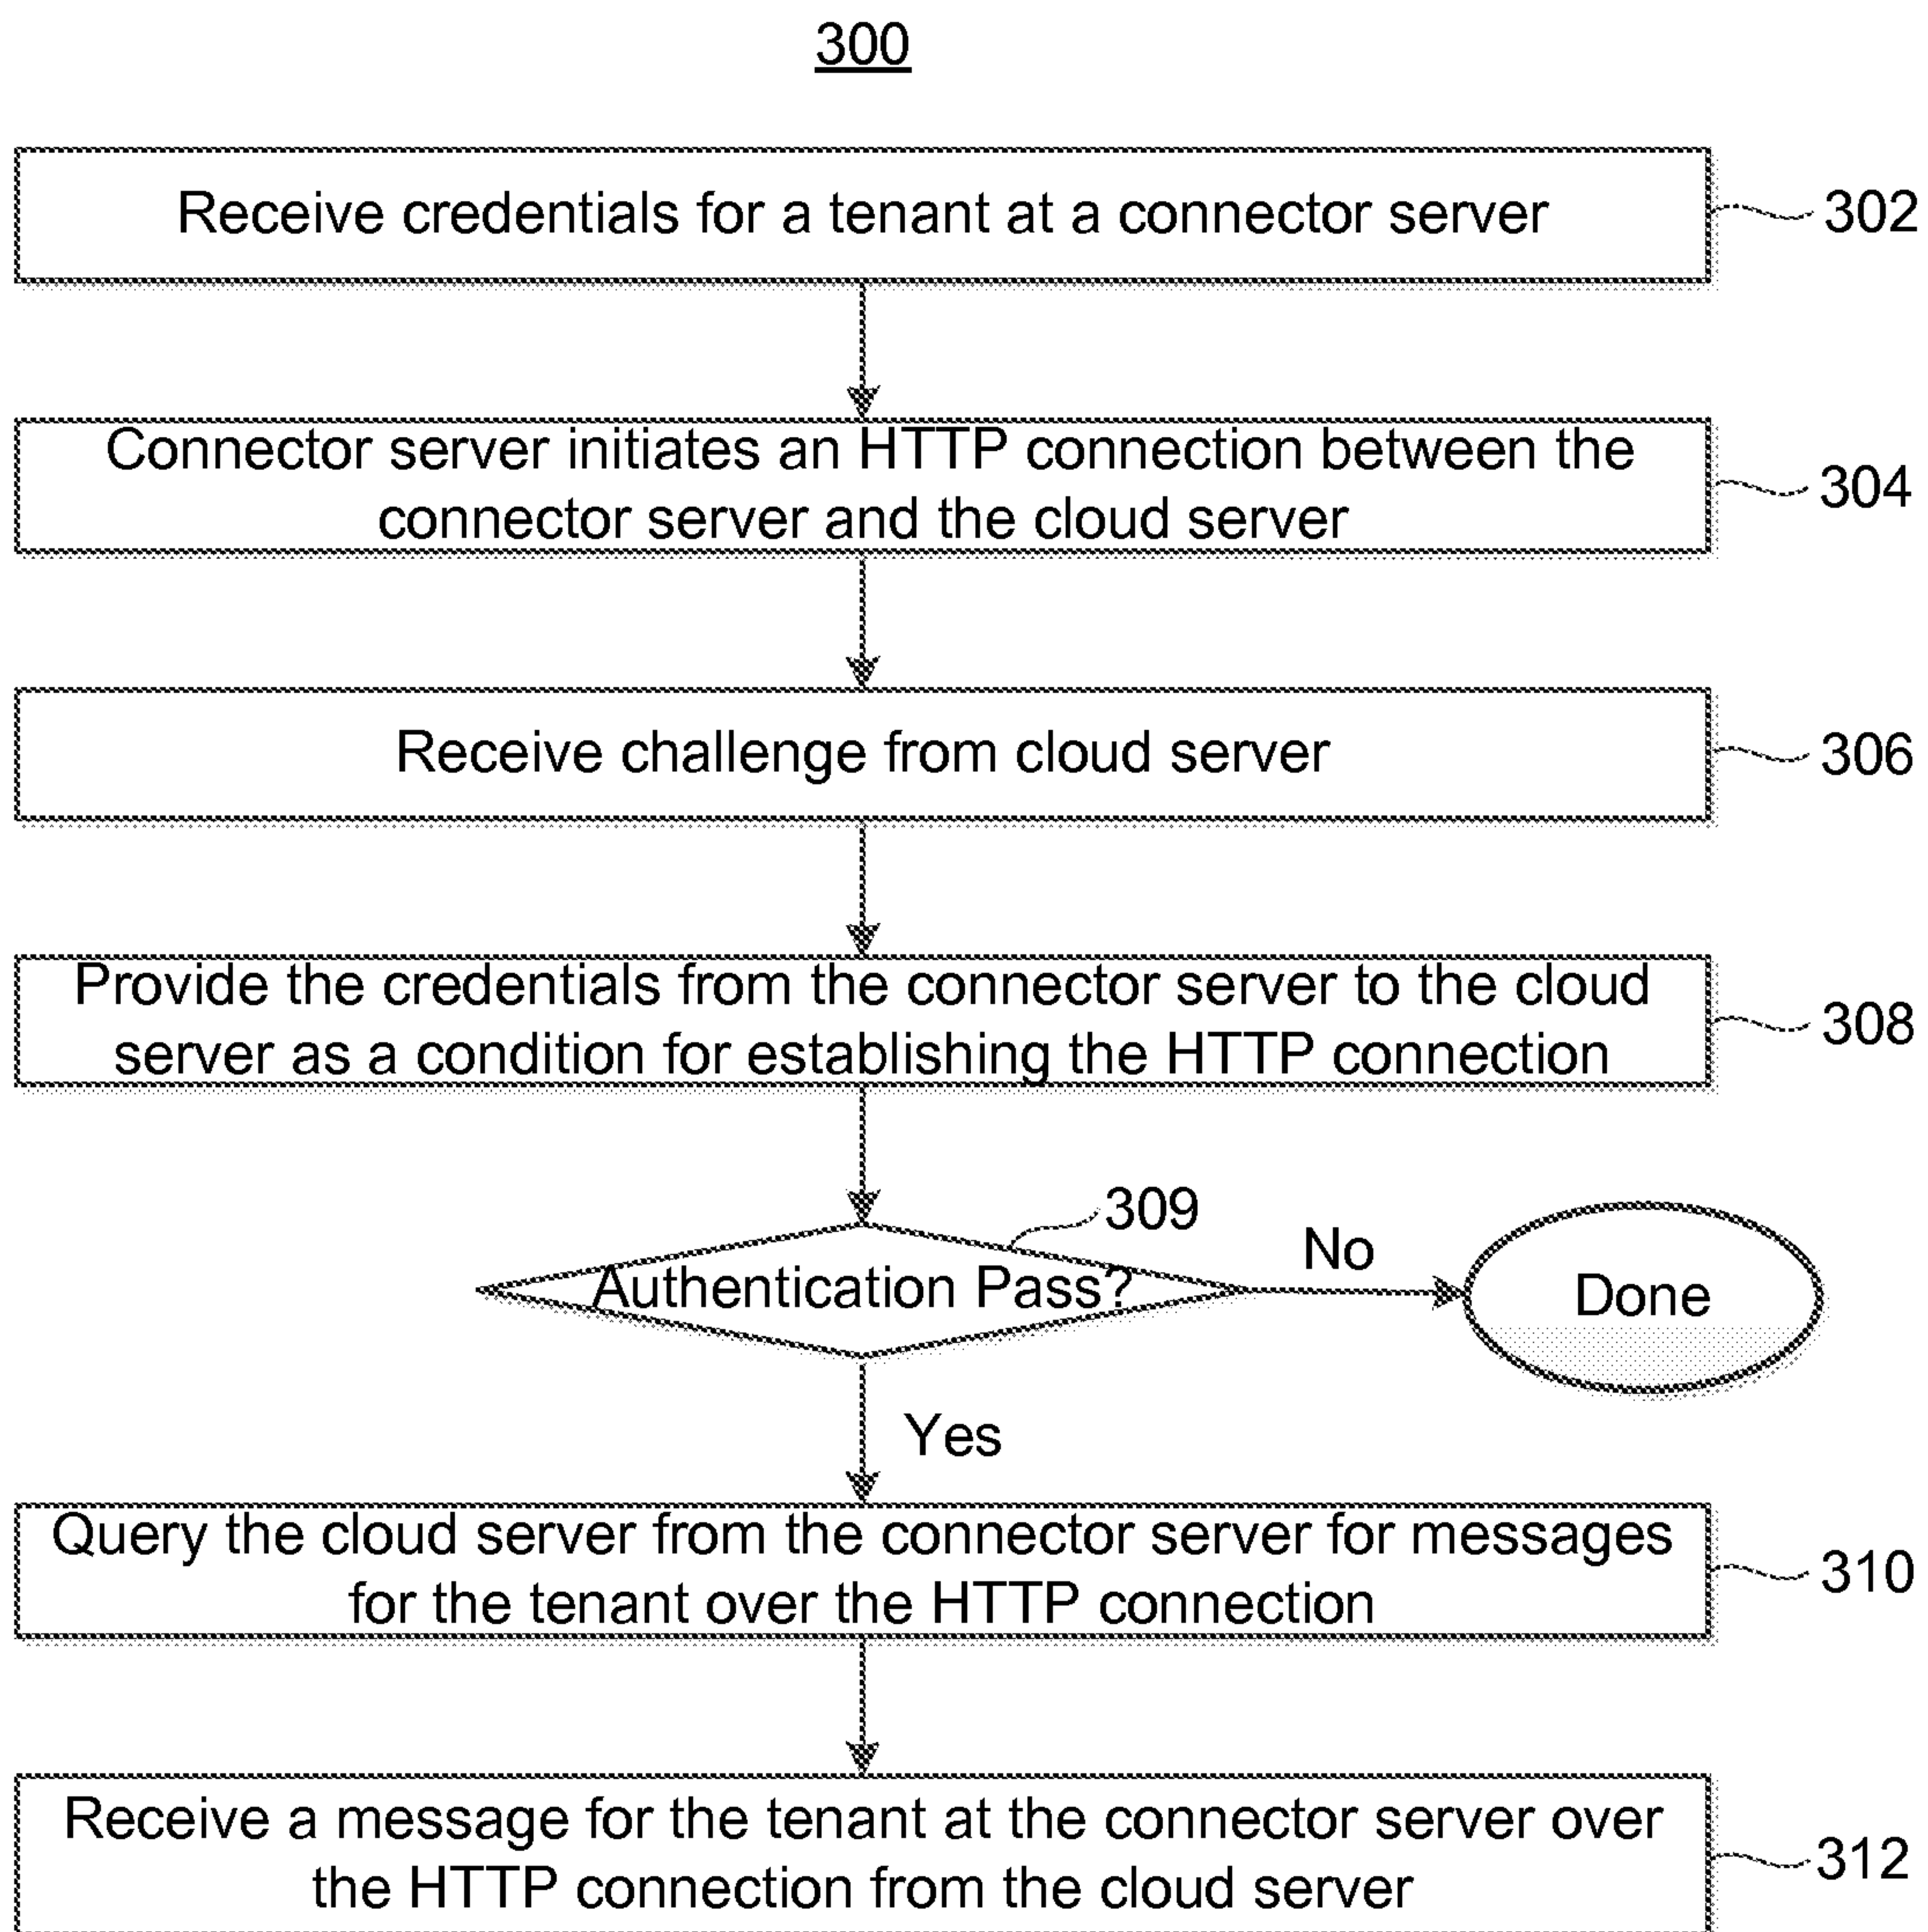 300
Receive credentials for a tenant at a connector server
302
Connector server initiates an HTTP connection between the
connector server and the cloud server
304
Receive challenge from cloud server
306
Provide the credentials from the connector server to the cloud
server as a condition for establishing the HTTP connection
308
309
Authentication Pass?
No
Done
Yes
Query the cloud server from the connector server for messages
for the tenant over the HTTP connection
310
Receive a message for the tenant at the connector server over
the HTTP connection from the cloud server
312